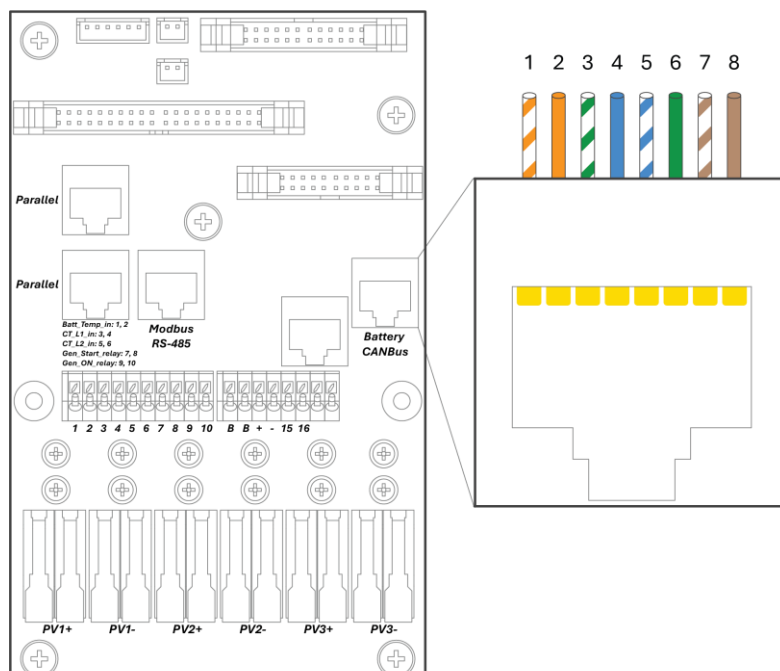 1 2 3 4 5 6 7 8
Parallel
Parallel
Batt_Temp_in: 1, 2
CT_L1_in: 3, 4
CT_L2_in: 5, 6
Gen_Start_relay: 7, 8
Gen_ON_relay: 9, 10
Modbus
RS-485
Battery
CANBus
1 2 3 4 5 6 7 8 9 10 B B + - 15 16
PV1+ PV1- PV2+ PV2- PV3+ PV3-